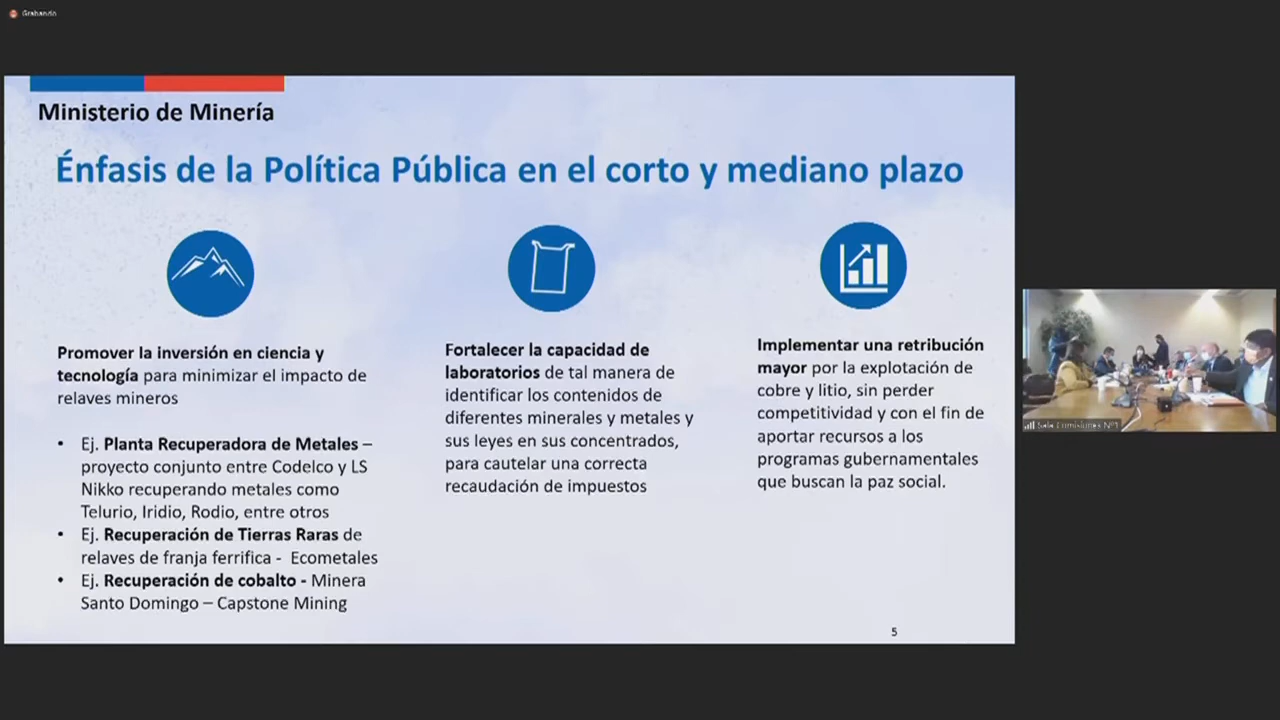 Grabando
Ministerio de Minería
Énfasis de la Política Pública en el corto y mediano plazo
Promover la inversión en ciencia y
tecnología para minimizar el impacto de
relaves mineros
• Ej. Planta Recuperadora de Metales –
proyecto conjunto entre Codelco y LS
Nikko recuperando metales como
Telurio, Iridio, Rodio, entre otros
• Ej. Recuperación de Tierras Raras de
relaves de franja ferrifica - Ecometales
• Ej. Recuperación de cobalto - Minera
Santo Domingo – Capstone Mining
Fortalecer la capacidad de
laboratorios de tal manera de
identificar los contenidos de
diferentes minerales y metales y
sus leyes en sus concentrados,
para cautelar una correcta
recaudación de impuestos
Implementar una retribución
mayor por la explotación de
cobre y litio, sin perder
competitividad y con el fin de
aportar recursos a los
programas gubernamentales
que buscan la paz social.
5
Sala Comisiones N°1